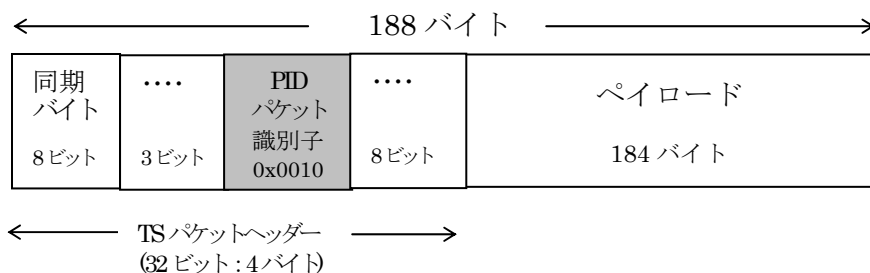 188 バイト
同期
バイト
8 ビット
‥‥
3 ビット
PID
パケット
識別子
0x0010
‥‥
8 ビット
ペイロード
184 バイト
TS パケットヘッダー
(32 ビット : 4 バイト)